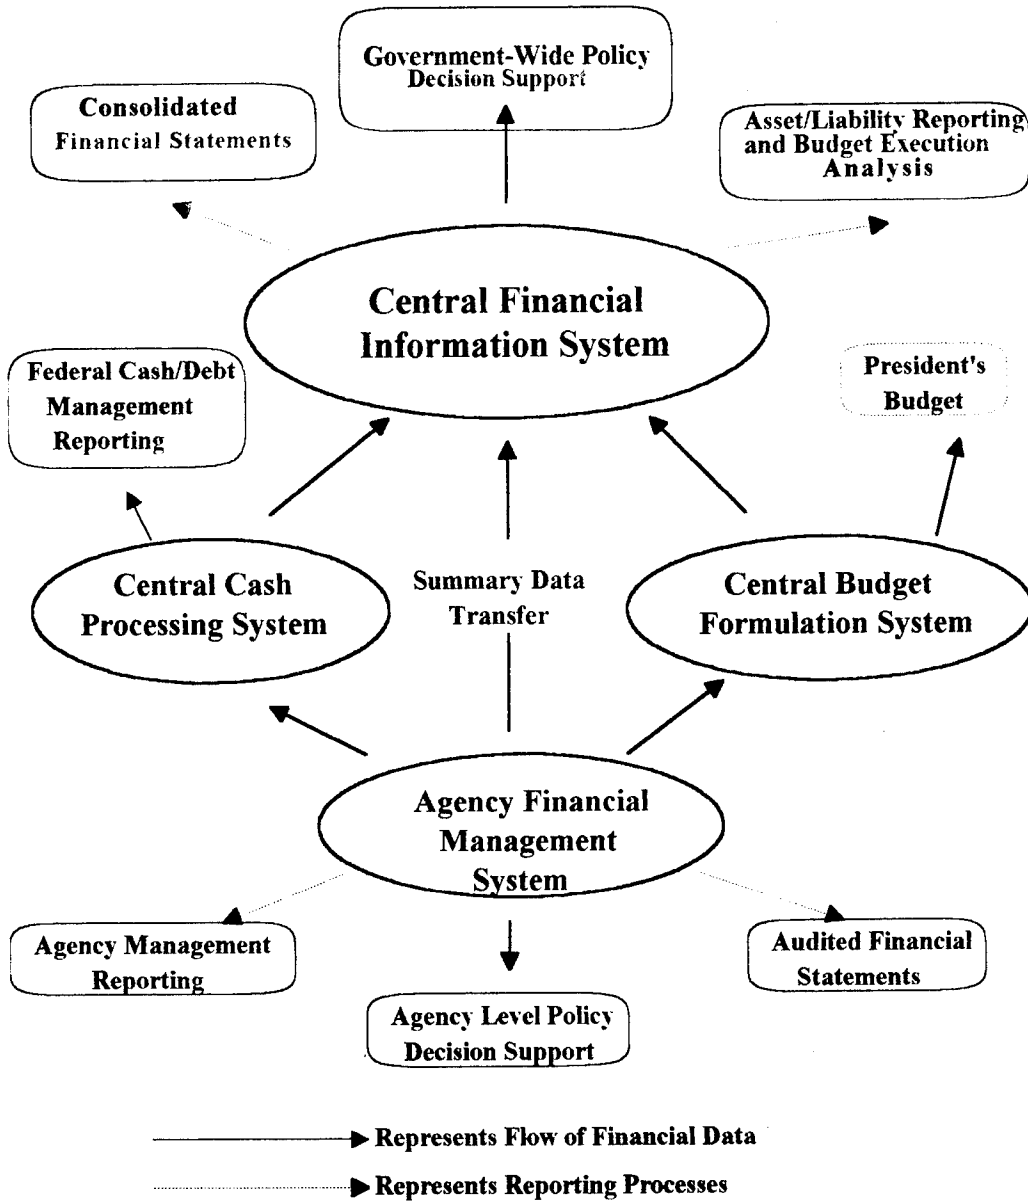 Government-Wide Policy
Decision Support
Consolidated
Financial Statements
Asset/Liability Reporting
and Budget Execution
Analysis
Central Financial
Information System
Federal Cash/Debt
Management
Reporting
President's
Budget
Central Cash
Processing System
Summary Data
Transfer
Central Budget
Formulation System
Agency Financial
Management
System
Agency Management
Reporting
Audited Financial
Statements
Agency Level Policy
Decision Support
Represents Flow of Financial Data
Represents Reporting Processes